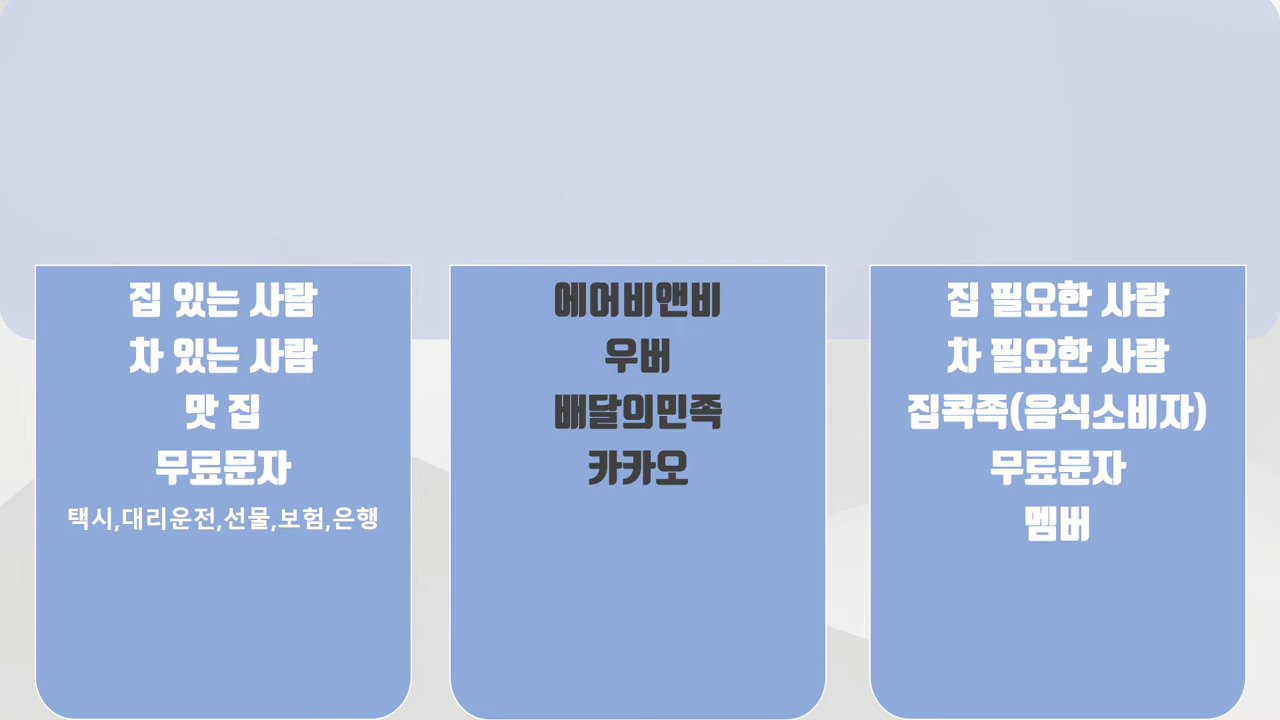 집 있는 사람
차 있는 사람
맛 집
무료문자
택시,대리운전,선물,보험,은행
에어비앤비
우버
배달의민족
카카오
집 필요한 사람
차 필요한 사람
집콕족(음식소비자)
무료문자
멤버